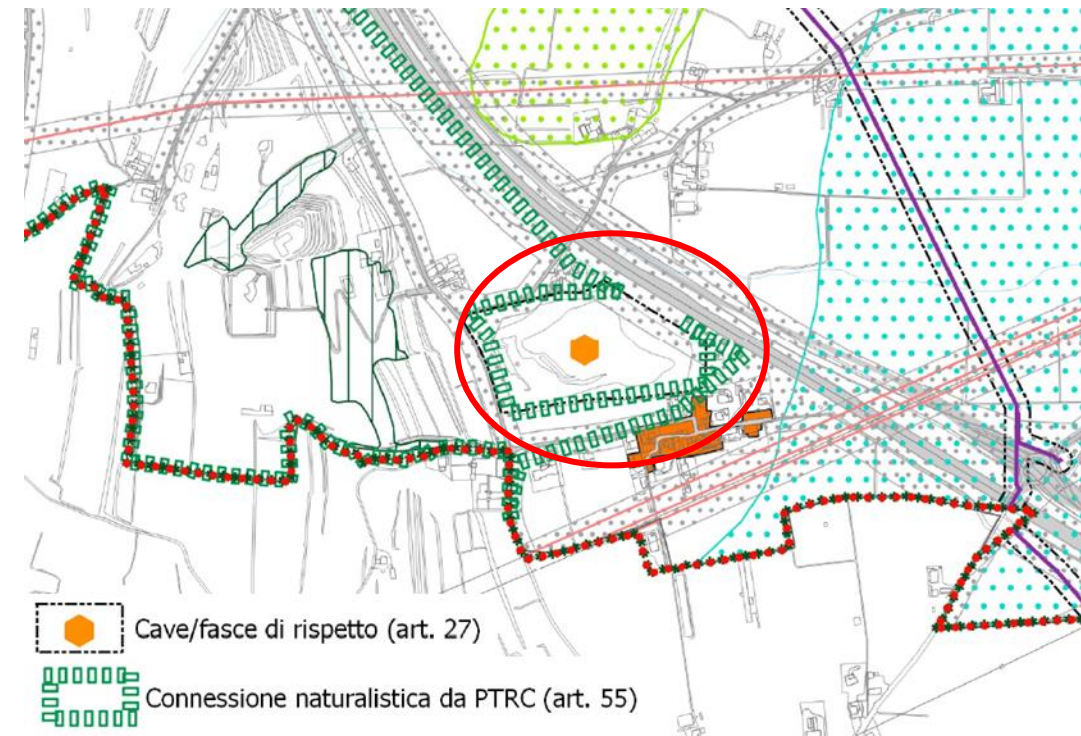 Cave/fasce di rispetto (art. 27)
Connessione naturalistica da PTRC (art. 55)